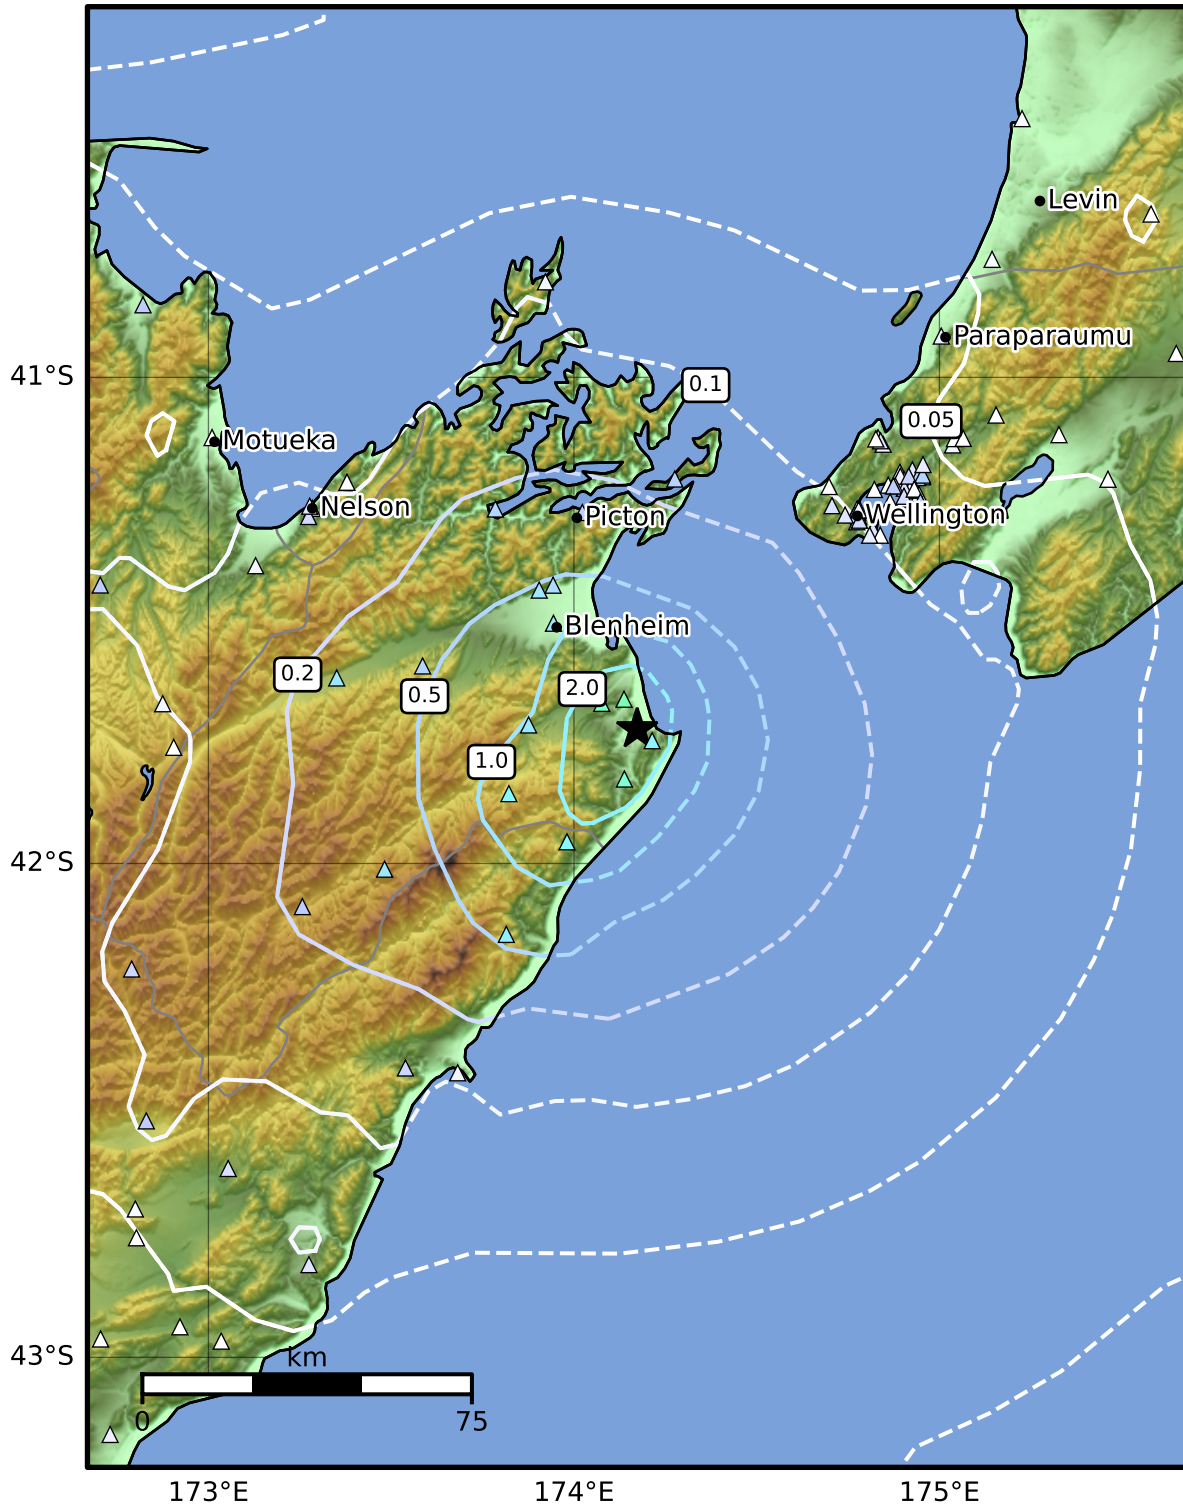 Levin
Paraparaumu
41°S
0.1
0.05
Motueka
Nelson
Picton
Wellington
Blenheim
0.2
0.5
2.0
1.0
42°S
43°S
km
0
75
173°E
174°E
175°E